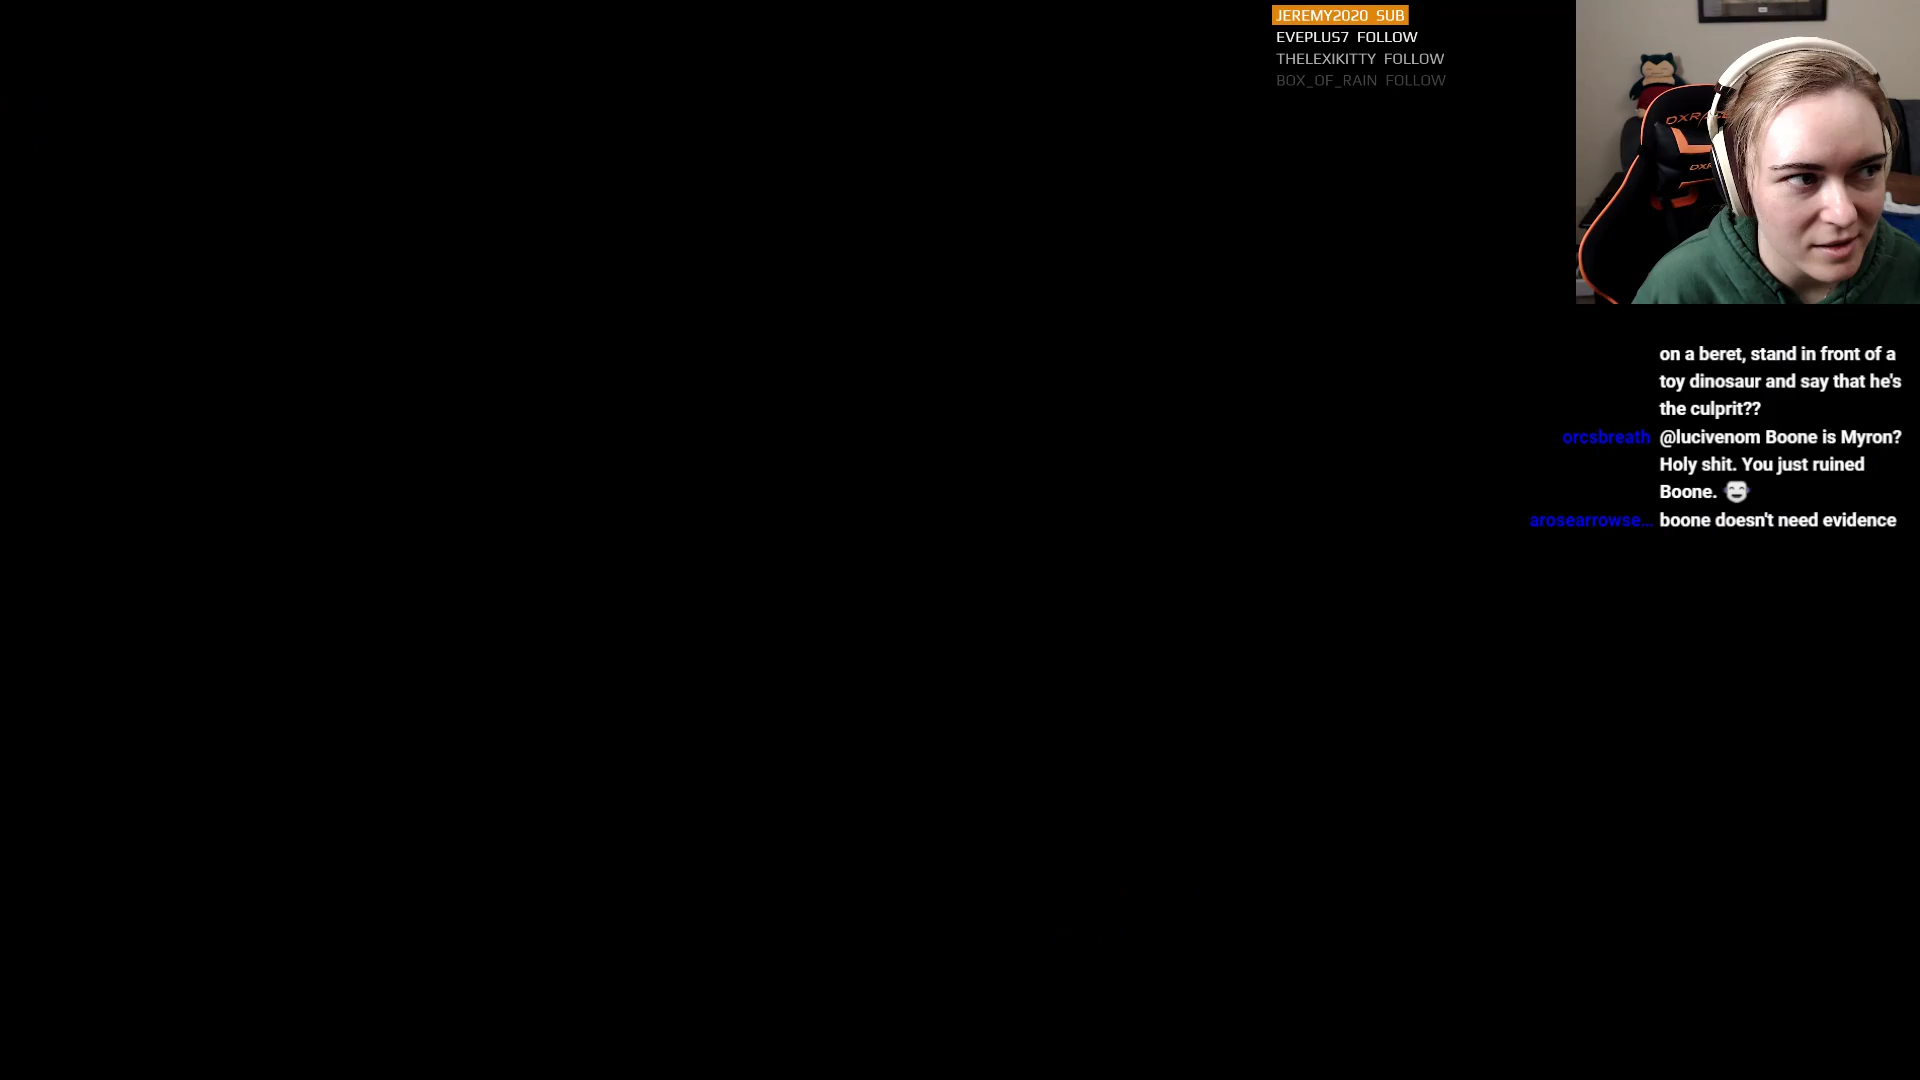 JEREMY2020 SUB
EVEPLUS7 FOLLOW
THELEXIKITTY FOLLOW
BOX_OF_RAIN FOLLOW
on a beret, stand in front of a
toy dinosaur and say that he's
the culprit??
orcsbreath @lucivenom Boone is Myron?
Holy shit. You just ruined
Boone.
arosearrowse... boone doesn't need evidence